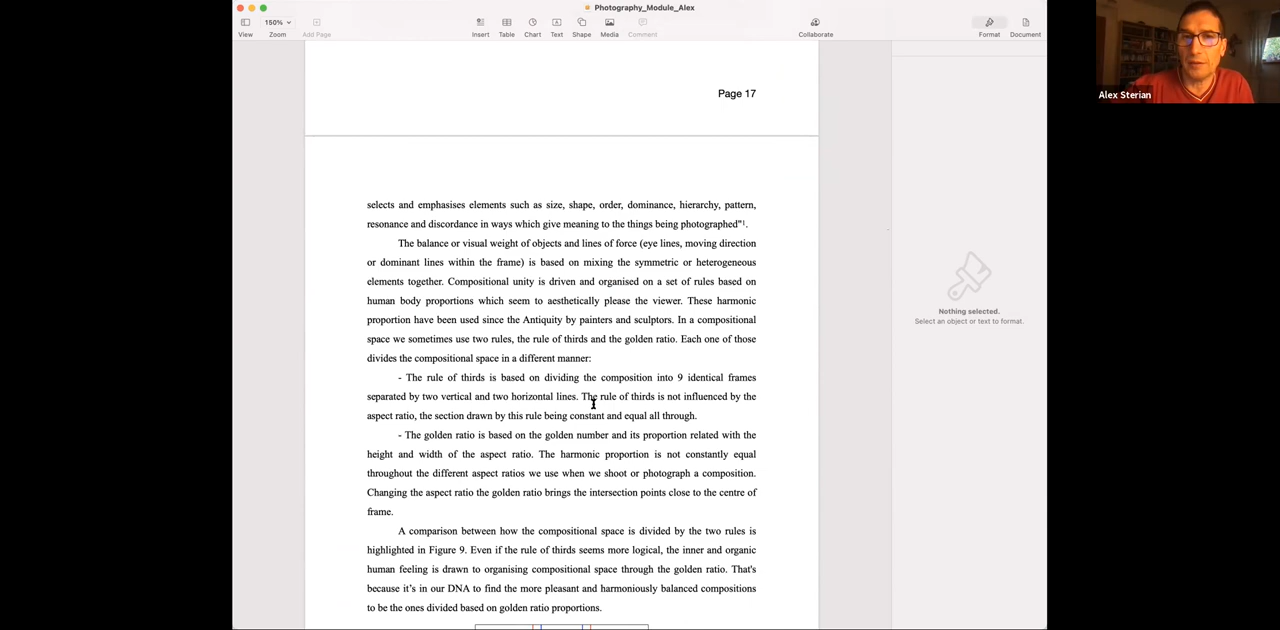 Photography_Module_Alex
150%
View
Zoom
Add Page
Insert
Table
Chart
Text
Shape
Media
Comment
Collaborate
Format
Document
Alex Sterian
Page 17
selects and emphasises elements such as size, shape, order, dominance, hierarchy, pattern,
resonance and discordance in ways which give meaning to the things being photographed"1.
The balance or visual weight of objects and lines of force (eye lines, moving direction
or dominant lines within the frame) is based on mixing the symmetric or heterogeneous
elements together. Compositional unity is driven and organised on a set of rules based on
human body proportions which seem to aesthetically please the viewer. These harmonic
proportion have been used since the Antiquity by painters and sculptors. In a compositional
space we sometimes use two rules, the rule of thirds and the golden ratio. Each one of those
divides the compositional space in a different manner:
- The rule of thirds is based on dividing the composition into 9 identical frames
separated by two vertical and two horizontal lines. The rule of thirds is not influenced by the
aspect ratio, the section drawn by this rule being constant and equal all through.
- The golden ratio is based on the golden number and its proportion related with the
height and width of the aspect ratio. The harmonic proportion is not constantly equal
throughout the different aspect ratios we use when we shoot or photograph a composition.
Changing the aspect ratio the golden ratio brings the intersection points close to the centre of
frame.
A comparison between how the compositional space is divided by the two rules is
highlighted in Figure 9. Even if the rule of thirds seems more logical, the inner and organic
human feeling is drawn to organising compositional space through the golden ratio. That's
because it's in our DNA to find the more pleasant and harmoniously balanced compositions
to be the ones divided based on golden ratio proportions.
Nothing selected.
Select an object or text to format.